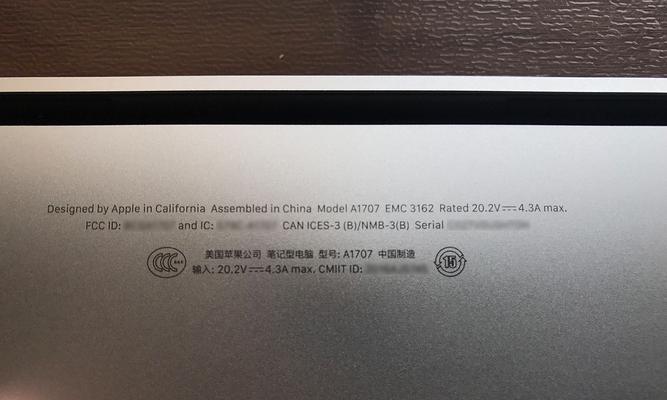 Designed by Apple in California Assembled in China Model A1707 EMC 3162 Rated 20.2V⎓4.3A max.
FCC ID: and IC: CAN ICES-3 (B)/NMB-3(B) Serial
美国苹果公司 笔记型电脑 型号: A1707 中国制造
CCC
输入: 20.2V⎓4.3A max. CMIIT ID:
15